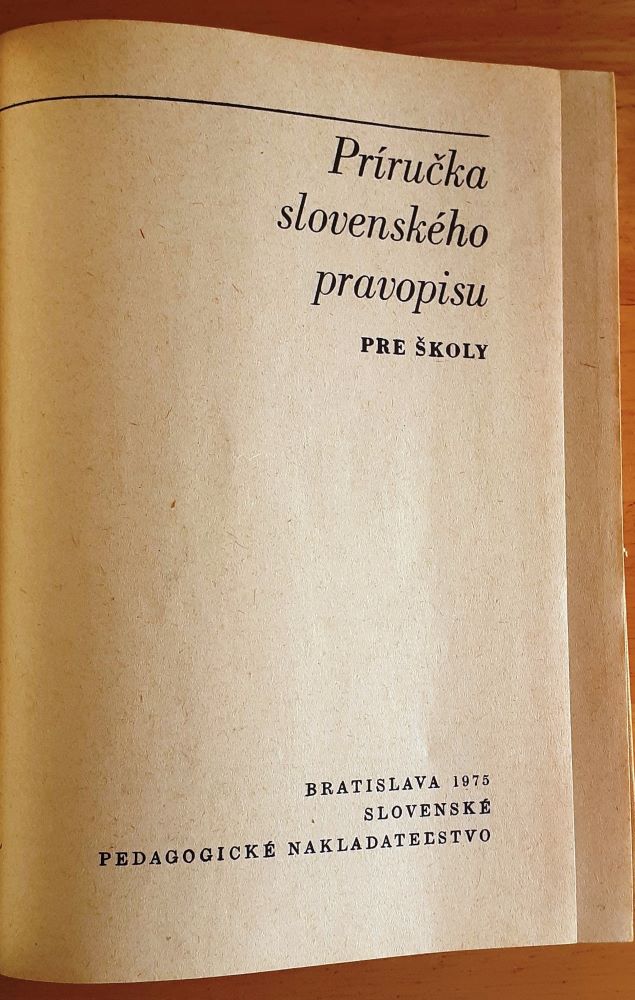 Príručka
slovenského
pravopisu
PRE ŠKOLY
BRATISLAVA 1975
SLOVENSKÉ
PEDAGOGICKÉ NAKLADATEĽSTVO